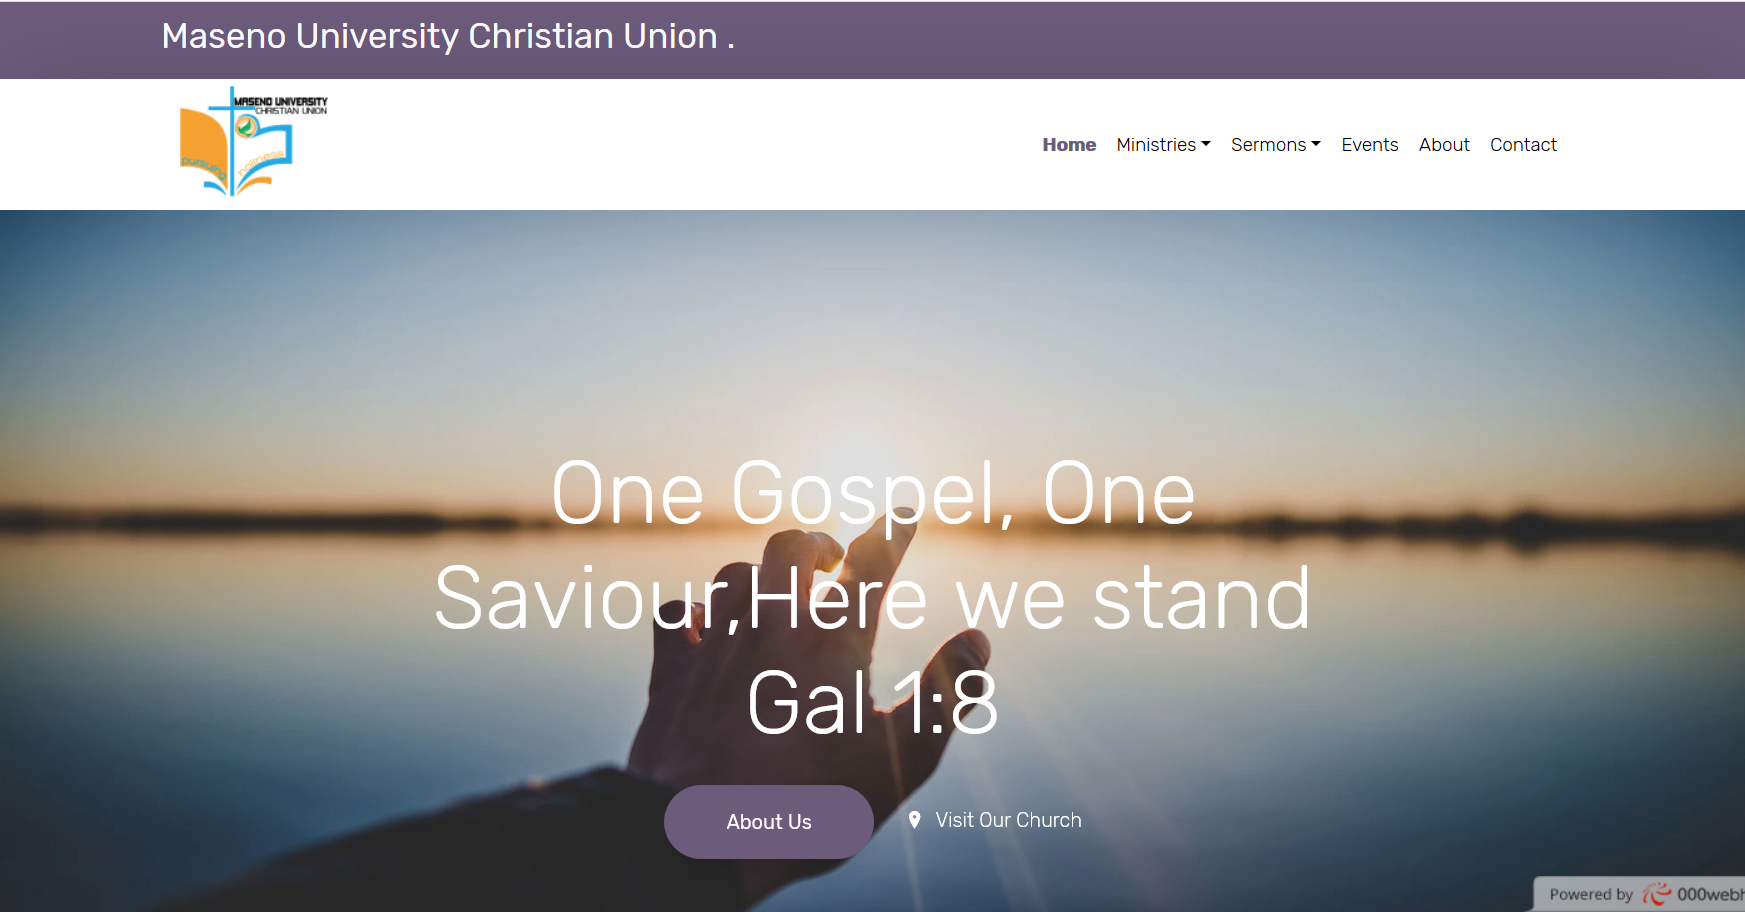 Maseno University Christian Union .
MASENO UNIVERSITY
CHRISTIAN UNION
pursuing holiness
Home Ministries Sermons Events About Contact
One Gospel, One
Saviour,Here we stand
Gal 1:8
About Us
Visit Our Church
Powered by 000webh